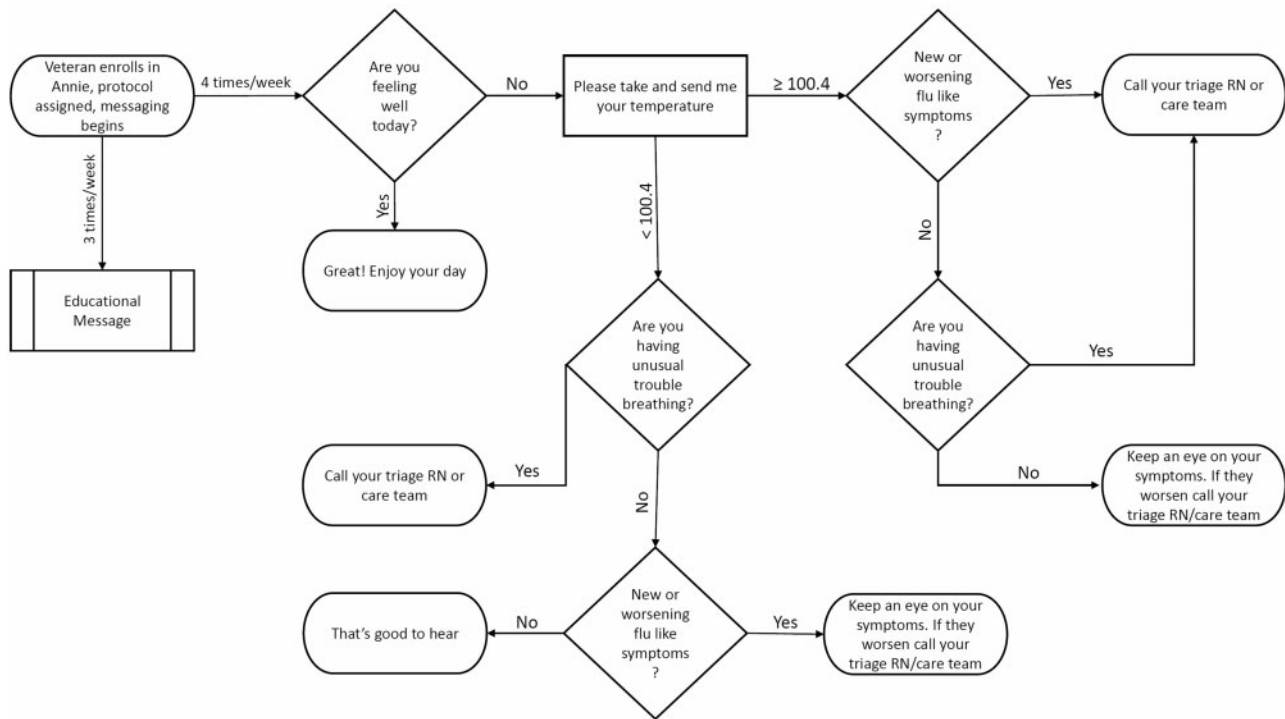 Veteran enrolls in
Annie, protocol
assigned, messaging
begins
4 times/week
Are you
feeling
well
today?
No
Please take and send me
your temperature
≥ 100.4
New or
worsening
flu like
symptoms
?
Yes
Call your triage RN or
care team
3 times/week
Yes
< 100.4
No
Educational
Message
Great! Enjoy your day
Are you
having
unusual
trouble
breathing?
Are you
having
unusual
trouble
breathing?
Yes
Call your triage RN or
care team
Yes
No
No
Keep an eye on your
symptoms. If they
worsen call your
triage RN/care team
That's good to hear
No
New or
worsening
flu like
symptoms
?
Yes
Keep an eye on your
symptoms. If they
worsen call your
triage RN/care team